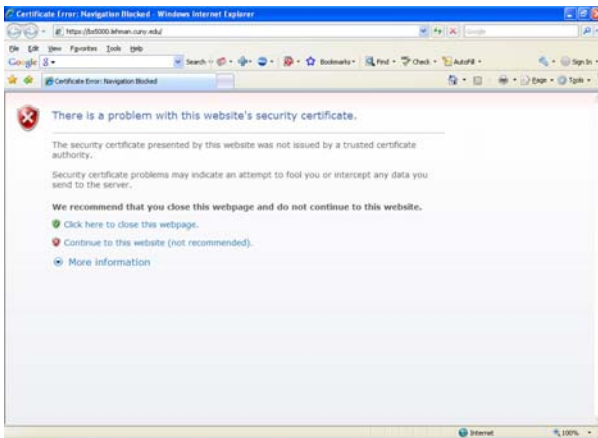 Certificate Error: Navigation Blocked - Windows Internet Explorer
Google
File Edit View Favorites Tools Help
Google Search Bookmarks Find Check AutoFill Sign In
Certificate Error: Navigation Blocked Page Tools
There is a problem with this website's security certificate.
The security certificate presented by this website was not issued by a trusted certificate
authority.
Security certificate problems may indicate an attempt to fool you or intercept any data you
send to the server.
We recommend that you close this webpage and do not continue to this website.
Click here to close this webpage.
Continue to this website (not recommended).
More information
Internet 100%